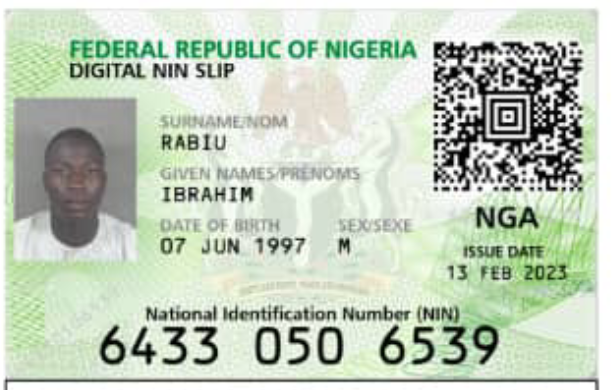 FEDERAL REPUBLIC OF NIGERIA
DIGITAL NIN SLIP
SURNAME/NOM
RABIU
GIVEN NAMES/PRÉNOMS
IBRAHIM
DATE OF BIRTH SEX/SEXE
07 JUN 1997 M
NGA
ISSUE DATE
13 FEB 2023
National Identification Number (NIN)
6433 050 6539